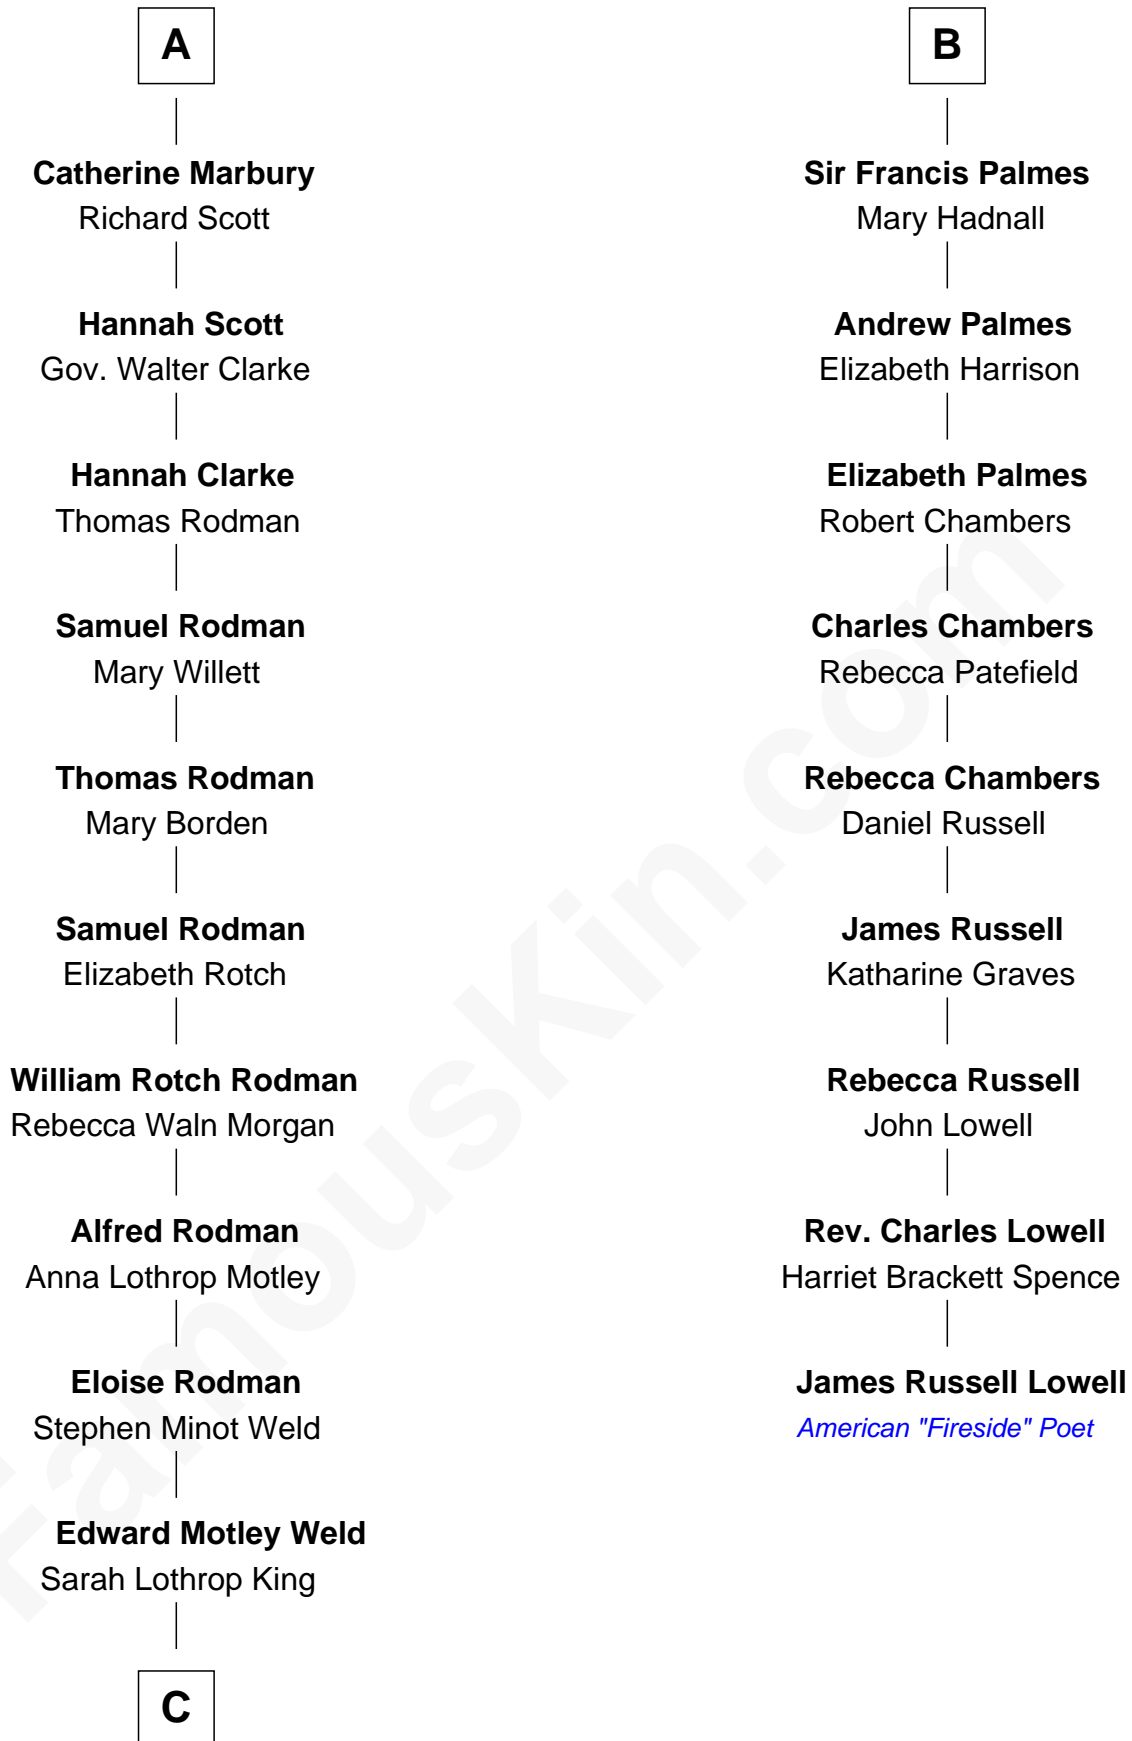 A
Catherine Marbury
Richard Scott
Hannah Scott
Gov. Walter Clarke
Hannah Clarke
Thomas Rodman
Samuel Rodman
Mary Willett
Thomas Rodman
Mary Borden
Samuel Rodman
Elizabeth Rotch
William Rotch Rodman
Rebecca Waln Morgan
Alfred Rodman
Anna Lothrop Motley
Eloise Rodman
Stephen Minot Weld
Edward Motley Weld
Sarah Lothrop King
C
B
Sir Francis Palmes
Mary Hadnall
Andrew Palmes
Elizabeth Harrison
Elizabeth Palmes
Robert Chambers
Charles Chambers
Rebecca Patefield
Rebecca Chambers
Daniel Russell
James Russell
Katharine Graves
Rebecca Russell
John Lowell
Rev. Charles Lowell
Harriet Brackett Spence
James Russell Lowell
American "Fireside" Poet
FamousKin.com